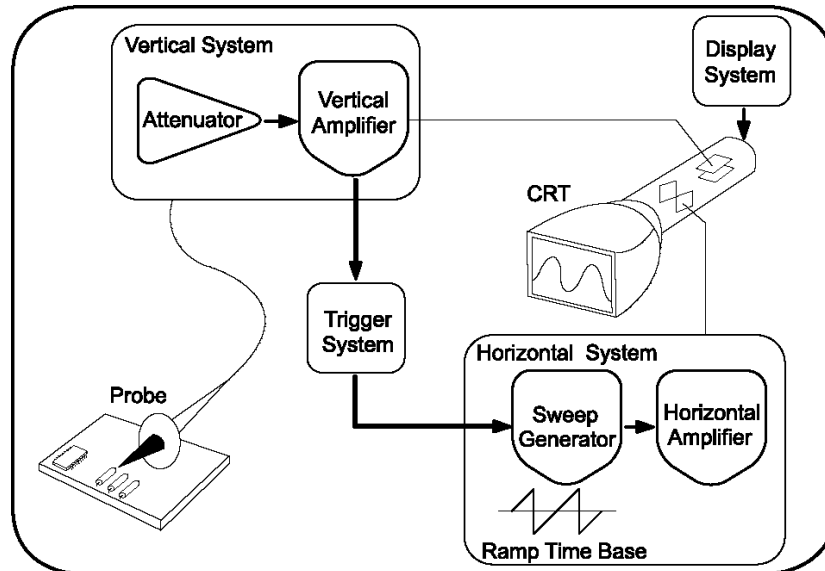 Vertical System
Attenuator
Vertical
Amplifier
Display
System
CRT
Trigger
System
Probe
Horizontal System
Sweep
Generator
Horizontal
Amplifier
Ramp Time Base